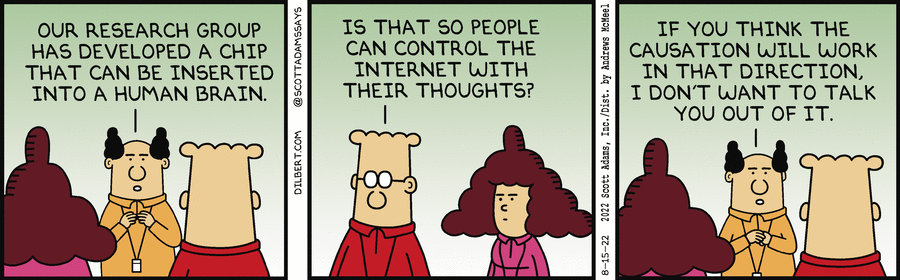 OUR RESEARCH GROUP
HAS DEVELOPED A CHIP
THAT CAN BE INSERTED
INTO A HUMAN BRAIN.
DILBERT.COM @SCOTTADAMSSAYS
IS THAT SO PEOPLE
CAN CONTROL THE
INTERNET WITH
THEIR THOUGHTS?
8-15-22 2022 Scott Adams, Inc./Dist. by Andrews McMeel
IF YOU THINK THE
CAUSATION WILL WORK
IN THAT DIRECTION,
I DON'T WANT TO TALK
YOU OUT OF IT.